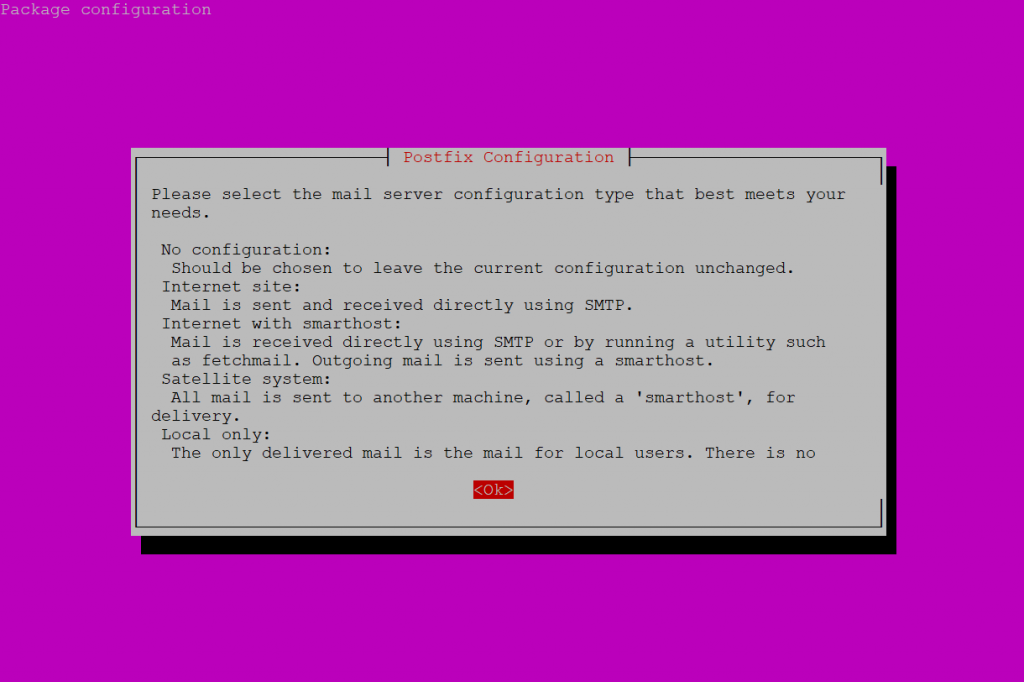 Package configuration
Postfix Configuration
Please select the mail server configuration type that best meets your
needs.
No configuration:
Should be chosen to leave the current configuration unchanged.
Internet site:
Mail is sent and received directly using SMTP.
Internet with smarthost:
Mail is received directly using SMTP or by running a utility such
as fetchmail. Outgoing mail is sent using a smarthost.
Satellite system:
All mail is sent to another machine, called a 'smarthost', for
delivery.
Local only:
The only delivered mail is the mail for local users. There is no
<Ok>